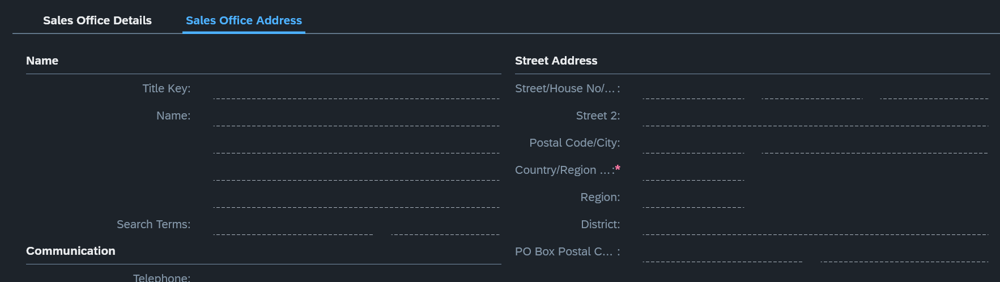 Sales Office Details
Sales Office Address
Name
Title Key:
Name:
Search Terms:
Communication
Telephone:
Street Address
Street/House No/... :
Street 2:
Postal Code/City:
Country/Region ...:*
Region:
District:
PO Box Postal C... :